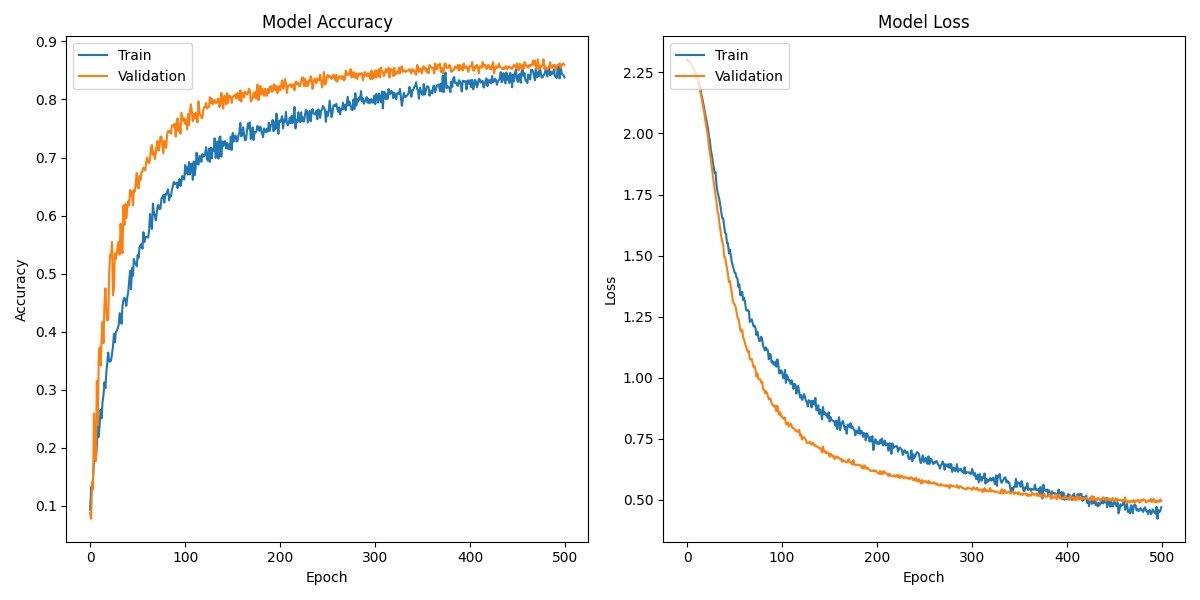 Model Accuracy
Train
Validation
0.9
0.8
0.7
0.6
0.5
0.4
0.3
0.2
0.1
Accuracy
0 100 200 300 400 500
Epoch
Model Loss
Train
Validation
2.25
2.00
1.75
1.50
1.25
1.00
0.75
0.50
Loss
0 100 200 300 400 500
Epoch